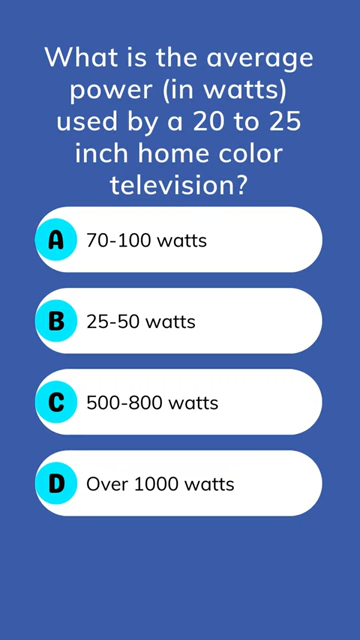 What is the average
power (in watts)
used by a 20 to 25
inch home color
television?
A 70-100 watts
B 25-50 watts
C 500-800 watts
D Over 1000 watts